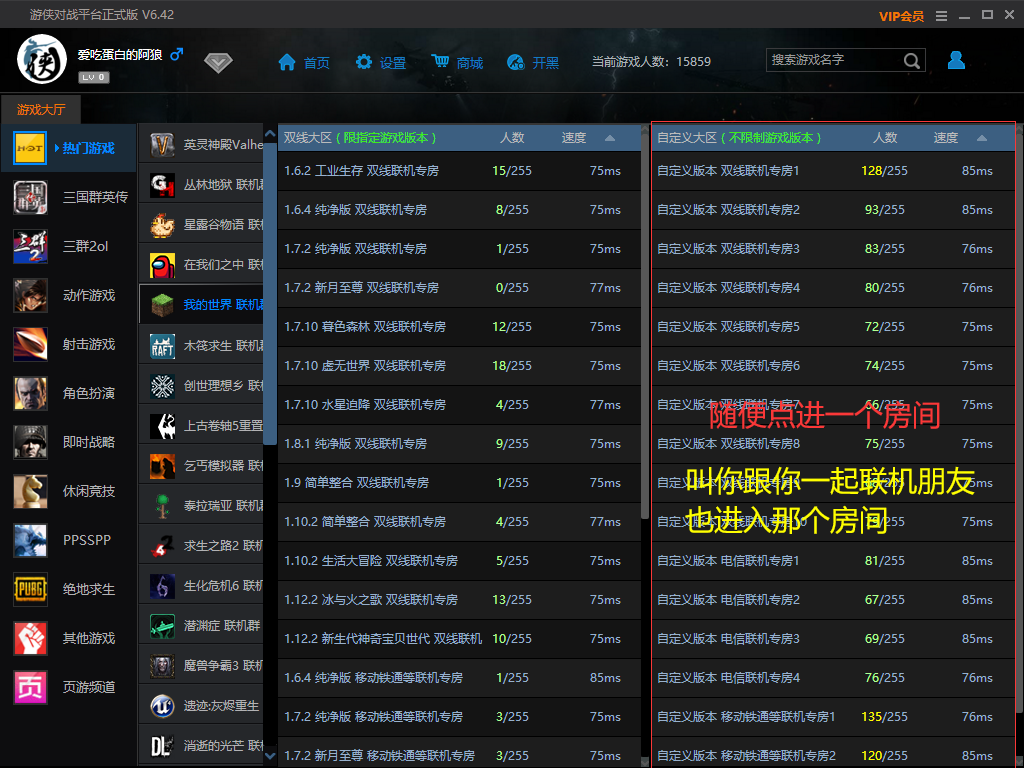 游侠对战平台正式版 V6.42
VIP会员
侠
爱吃蛋白的阿狼
LV 0
首页
设置
商城
开黑
当前游戏人数：15859
搜索游戏名字
游戏大厅
HOT
热门游戏
三国群英传
三群2ol
动作游戏
射击游戏
角色扮演
即时战略
休闲竞技
PPSSPP
PUBG
绝地求生
其他游戏
页
页游频道
英灵神殿Valhe
丛林地狱 联机群
星露谷物语 联
在我们之中 联机
我的世界 联机群
RAFT
木筏求生 联机群
创世理想乡 联机
上古卷轴5重置
乞丐模拟器 联机
泰拉瑞亚 联机群
求生之路2 联机
生化危机6 联机
潜渊症 联机群
魔兽争霸3 联机
遗迹:灰烬重生
DL
消逝的光芒 联机
双线大区（限指定游戏版本） 人数 速度
1.6.2 工业生存 双线联机专房 15/255 75ms
1.6.4 纯净版 双线联机专房 8/255 75ms
1.7.2 纯净版 双线联机专房 1/255 75ms
1.7.2 新月至尊 双线联机专房 0/255 77ms
1.7.10 暮色森林 双线联机专房 12/255 75ms
1.7.10 虚无世界 双线联机专房 18/255 75ms
1.7.10 水星迫降 双线联机专房 4/255 77ms
1.8.1 纯净版 双线联机专房 9/255 75ms
1.9 简单整合 双线联机专房 1/255 75ms
1.10.2 简单整合 双线联机专房 4/255 77ms
1.10.2 生活大冒险 双线联机专房 5/255 75ms
1.12.2 冰与火之歌 双线联机专房 13/255 75ms
1.12.2 新生代神奇宝贝世代 双线联机 10/255 75ms
1.6.4 纯净版 移动铁通等联机专房 1/255 85ms
1.7.2 纯净版 移动铁通等联机专房 3/255 75ms
1.7.2 新月至尊 移动铁通等联机专房 3/255 75ms
自定义大区（不限制游戏版本） 人数 速度
自定义版本 双线联机专房1 128/255 85ms
自定义版本 双线联机专房2 93/255 85ms
自定义版本 双线联机专房3 83/255 76ms
自定义版本 双线联机专房4 80/255 76ms
自定义版本 双线联机专房5 72/255 75ms
自定义版本 双线联机专房6 74/255 75ms
自定义版本 双线联机专房7 66/255 75ms
随便点进一个房间
自定义版本 双线联机专房8 75/255 75ms
自定义版本 75ms
叫你跟你一起联机朋友
自定义版本 75ms
也进入那个房间
自定义版本 电信联机专房1 81/255 85ms
自定义版本 电信联机专房2 67/255 85ms
自定义版本 电信联机专房3 69/255 85ms
自定义版本 电信联机专房4 76/255 76ms
自定义版本 移动铁通等联机专房1 135/255 76ms
自定义版本 移动铁通等联机专房2 120/255 85ms